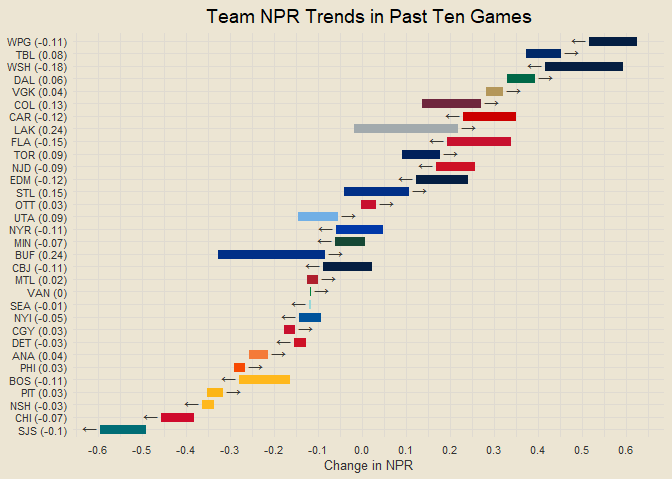 Team NPR Trends in Past Ten Games
WPG (-0.11)
TBL (0.08)
WSH (-0.18)
DAL (0.06)
VGK (0.04)
COL (0.13)
CAR (-0.12)
LAK (0.24)
FLA (-0.15)
TOR (0.09)
NJD (-0.09)
EDM (-0.12)
STL (0.15)
OTT (0.03)
UTA (0.09)
NYR (-0.11)
MIN (-0.07)
BUF (0.24)
CBJ (-0.11)
MTL (0.02)
VAN (0)
SEA (-0.01)
NYI (-0.05)
CGY (0.03)
DET (-0.03)
ANA (0.04)
PHI (0.03)
BOS (-0.11)
PIT (0.03)
NSH (-0.03)
CHI (-0.07)
SJS (-0.1)
-0.6 -0.5 -0.4 -0.3 -0.2 -0.1 0.0 0.1 0.2 0.3 0.4 0.5 0.6
Change in NPR